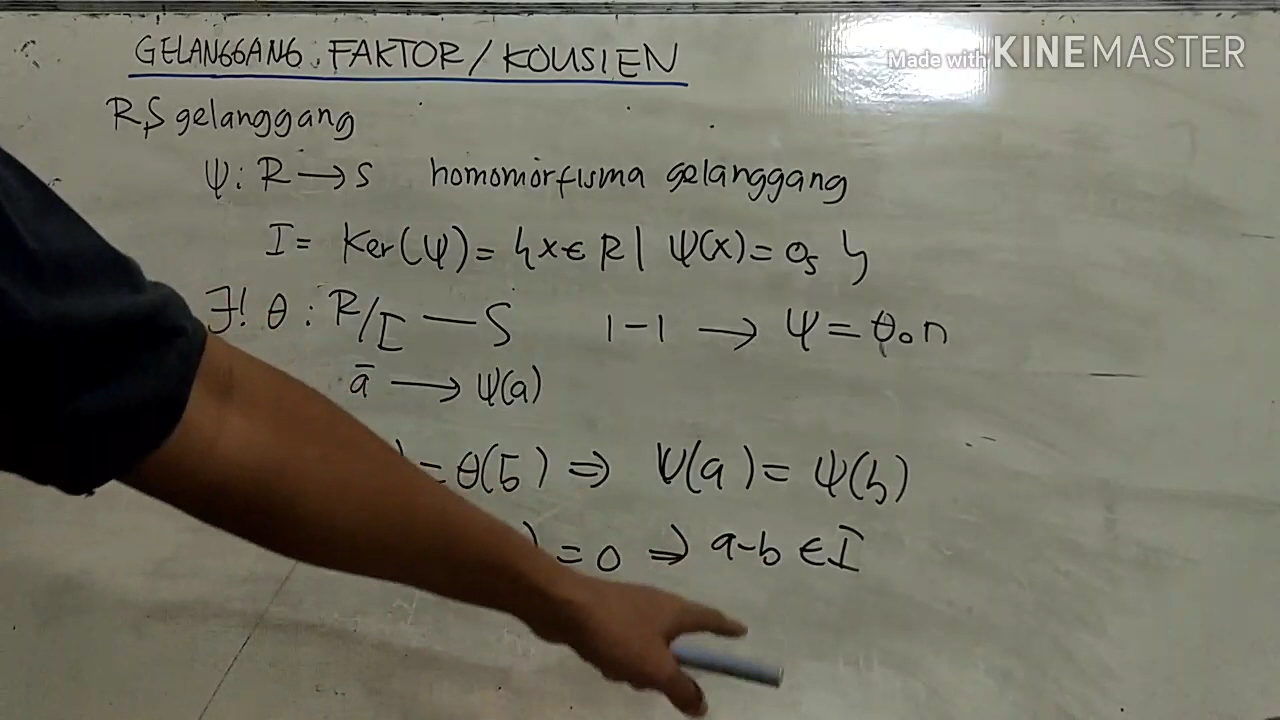 GELANGGANG FAKTOR / KOUSIEN
Made with KINEMASTER
R,S gelanggang
Ψ: R → S homomorfisma gelanggang
I = Ker(Ψ) = {x ∈ R | Ψ(x) = 0s }
∃! θ : R/I — S 1-1 → Ψ = θ∘n
ā → Ψ(a)
) = θ(b̄) ⇒ Ψ(a) = Ψ(b)
) = 0 ⇒ a-b ∈ I